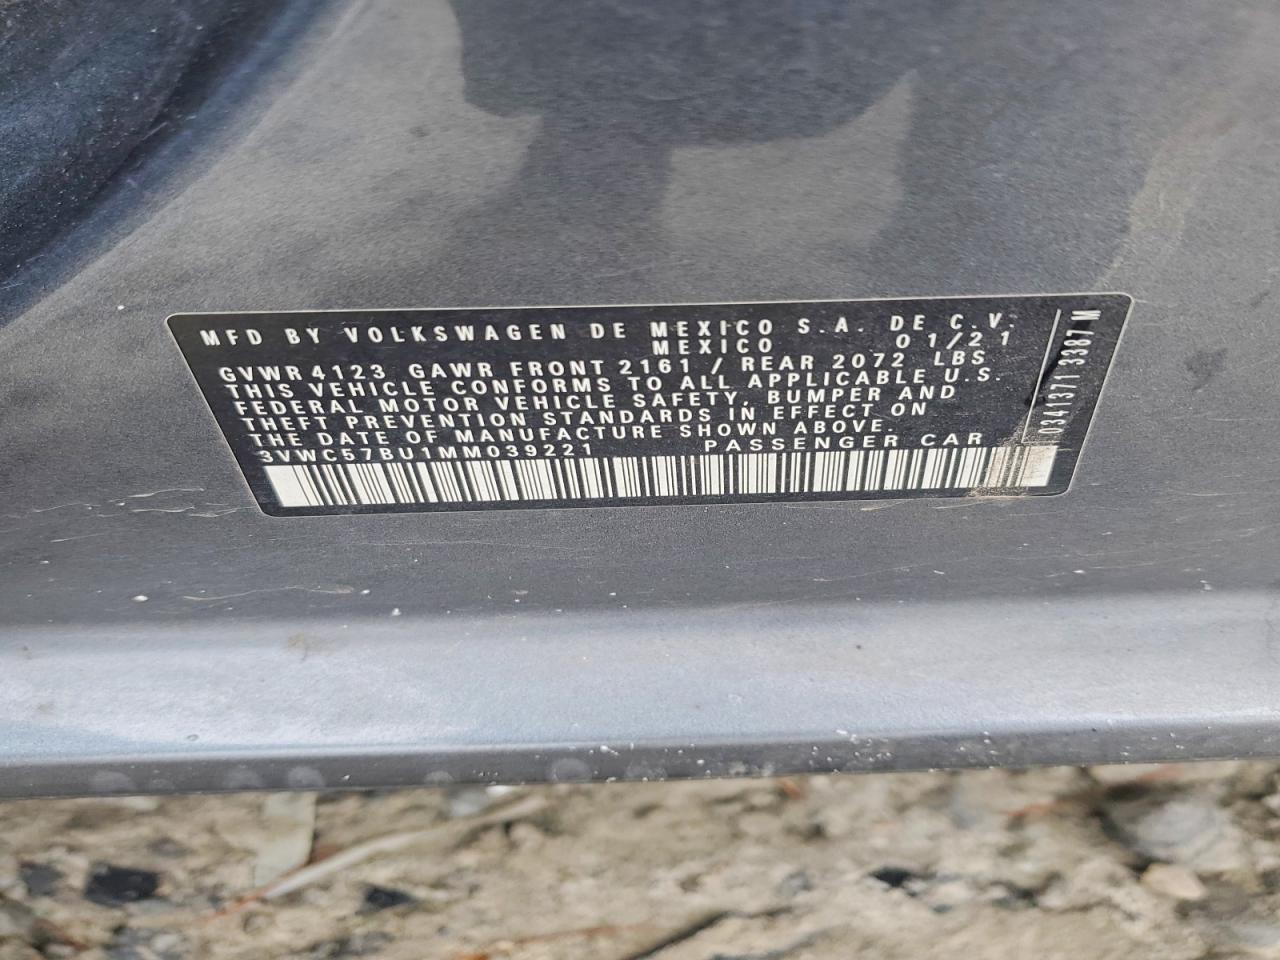 MFD BY VOLKSWAGEN DE MEXICO S.A. DE C.V.
MEXICO 01/21
GVWR 4123 GAWR FRONT 2161 / REAR 2072 LBS
THIS VEHICLE CONFORMS TO ALL APPLICABLE U.S.
FEDERAL MOTOR VEHICLE SAFETY, BUMPER AND
THEFT PREVENTION STANDARDS IN EFFECT ON
THE DATE OF MANUFACTURE SHOWN ABOVE.
3VWC57BU1MM039221 PASSENGER CAR